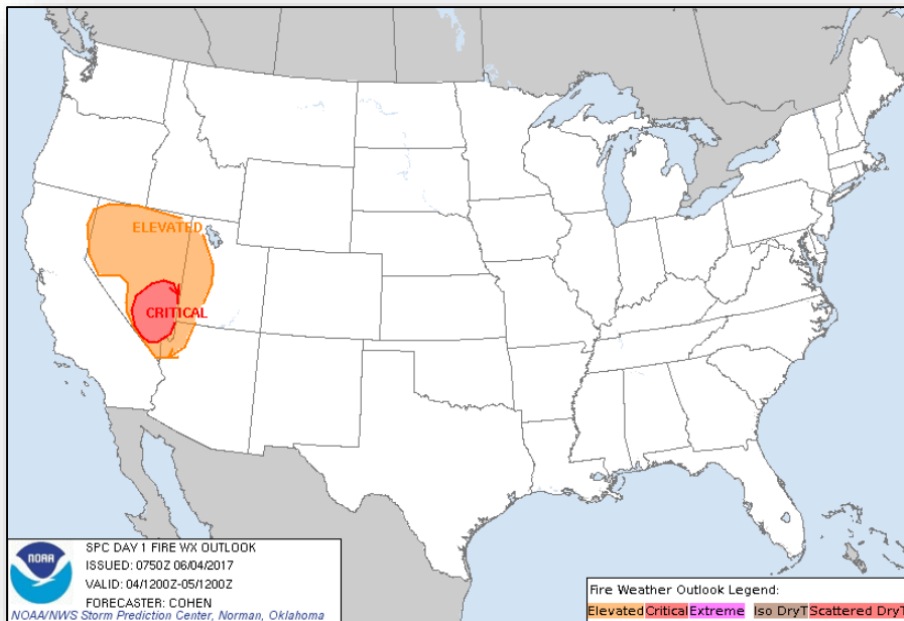 ELEVATED
CRITICAL
NOAA
SPC DAY 1 FIRE WX OUTLOOK
ISSUED: 0750Z 06/04/2017
VALID: 04/1200Z-05/1200Z
FORECASTER: COHEN
NOAA/NWS Storm Prediction Center, Norman, Oklahoma
Fire Weather Outlook Legend:
Elevated Critical Extreme Iso DryT Scattered DryT